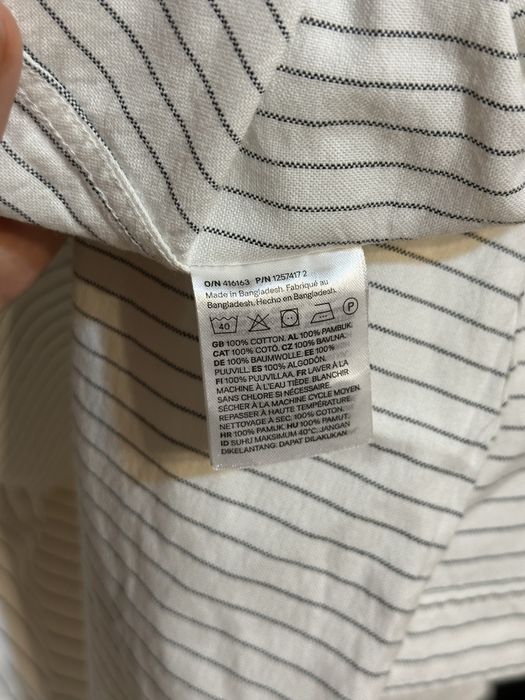 O/N 416163 P/N 1257417 2
Made in Bangladesh. Fabriqué au
Bangladesh. Hecho en Bangladesh.
40 P
GB 100% COTTON. AL 100% PAMBUK.
CAT 100% COTÓ. CZ 100% BAVLNA.
DE 100% BAUMWOLLE. EE 100%
PUUVILL. ES 100% ALGODÓN.
FI 100% PUUVILLAA. FR LAVER À LA
MACHINE À L'EAU TIÈDE. BLANCHIR
SANS CHLORE SI NÉCESSAIRE.
SÉCHER À LA MACHINE CYCLE MOYEN.
REPASSER À HAUTE TEMPÉRATURE
NETTOYAGE À SEC. 100% COTON.
HR 100% PAMUK. HU 100% PAMUT.
ID SUHU MAKSIMUM 40°C. JANGAN
DIKELANTANG. DAPAT DILAKUKAN